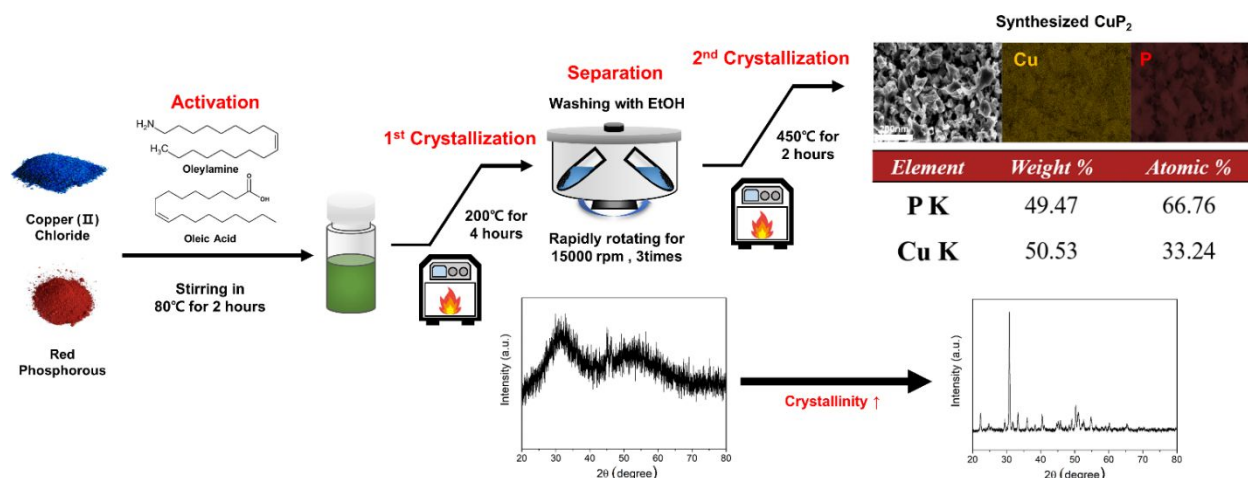 Synthesized CuP₂
Activation
H₂N
H₃C
Oleylamine
O
OH
Oleic Acid
Copper (Ⅱ)
Chloride
Red
Phosphorous
Stirring in
80℃ for 2 hours
1st Crystallization
200℃ for
4 hours
Separation
Washing with EtOH
Rapidly rotating for
15000 rpm , 3times
2nd Crystallization
450℃ for
2 hours
Cu
P
Element Weight % Atomic %
P K 49.47 66.76
Cu K 50.53 33.24
Intensity (a.u.)
20 30 40 50 60 70 80
2θ (degree)
Crystallinity ↑
Intensity (a.u.)
20 30 40 50 60 70 80
2θ (degree)